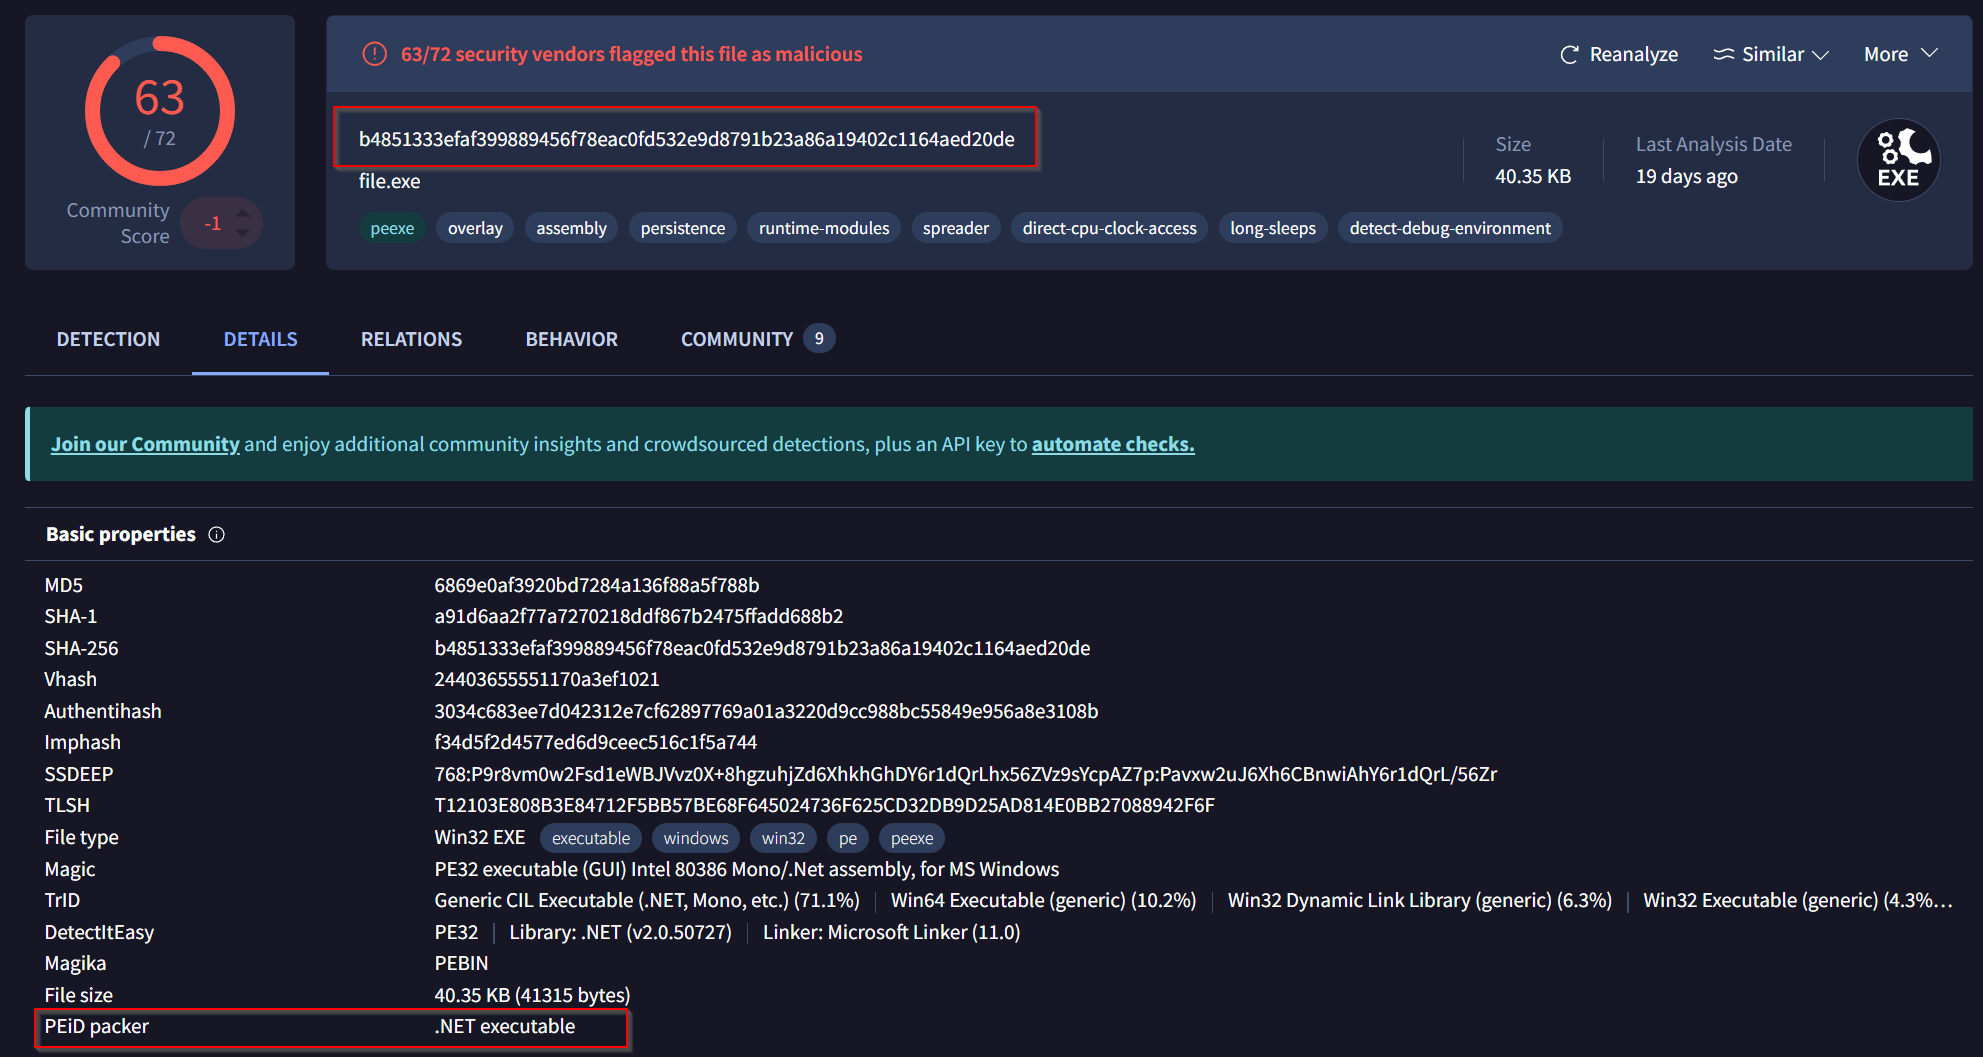 63
/ 72
Community Score
-1
63/72 security vendors flagged this file as malicious
Reanalyze
Similar
More
b4851333efaf399889456f78eac0fd532e9d8791b23a86a19402c1164aed20de
file.exe
Size
40.35 KB
Last Analysis Date
19 days ago
EXE
peexe overlay assembly persistence runtime-modules spreader direct-cpu-clock-access long-sleeps detect-debug-environment
DETECTION DETAILS RELATIONS BEHAVIOR COMMUNITY 9
Join our Community and enjoy additional community insights and crowdsourced detections, plus an API key to automate checks.
Basic properties
MD5 6869e0af3920bd7284a136f88a5f788b
SHA-1 a91d6aa2f77a7270218ddf867b2475ffadd688b2
SHA-256 b4851333efaf399889456f78eac0fd532e9d8791b23a86a19402c1164aed20de
Vhash 24403655551170a3ef1021
Authentihash 3034c683ee7d042312e7cf62897769a01a3220d9cc988bc55849e956a8e3108b
Imphash f34d5f2d4577ed6d9ceec516c1f5a744
SSDEEP 768:P9r8vm0w2Fsd1eWBJVvz0X+8hgzuhjZd6XhkhGhDY6r1dQrLhx56ZVz9sYcpAZ7p:Pavxw2uJ6Xh6CBnwiAhY6r1dQrL/56Zr
TLSH T12103E808B3E84712F5BB57BE68F645024736F625CD32DB9D25AD814E0BB27088942F6F
File type Win32 EXE executable windows win32 pe peexe
Magic PE32 executable (GUI) Intel 80386 Mono/.Net assembly, for MS Windows
TrID Generic CIL Executable (.NET, Mono, etc.) (71.1%) | Win64 Executable (generic) (10.2%) | Win32 Dynamic Link Library (generic) (6.3%) | Win32 Executable (generic) (4.3%…
DetectItEasy PE32 | Library: .NET (v2.0.50727) | Linker: Microsoft Linker (11.0)
Magika PEBIN
File size 40.35 KB (41315 bytes)
PEiD packer .NET executable